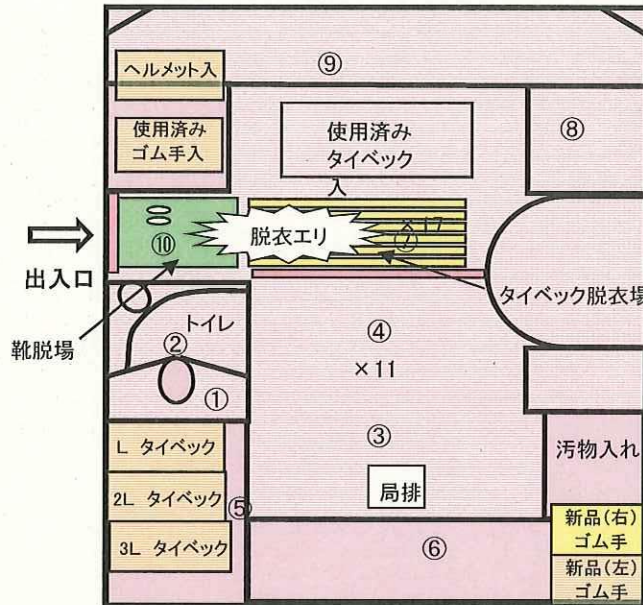 ⑨
ヘルメット入
使用済み
ゴム手入
使用済み
タイベック
入
⑧
出入口
⑩
脱衣エリ
×17
⑦
タイベック脱衣場
靴脱場
トイレ
②
①
④
×11
③
局排
L タイベック
2L タイベック
3L タイベック
⑤
⑥
汚物入れ
新品(右)
ゴム手
新品(左)
ゴム手